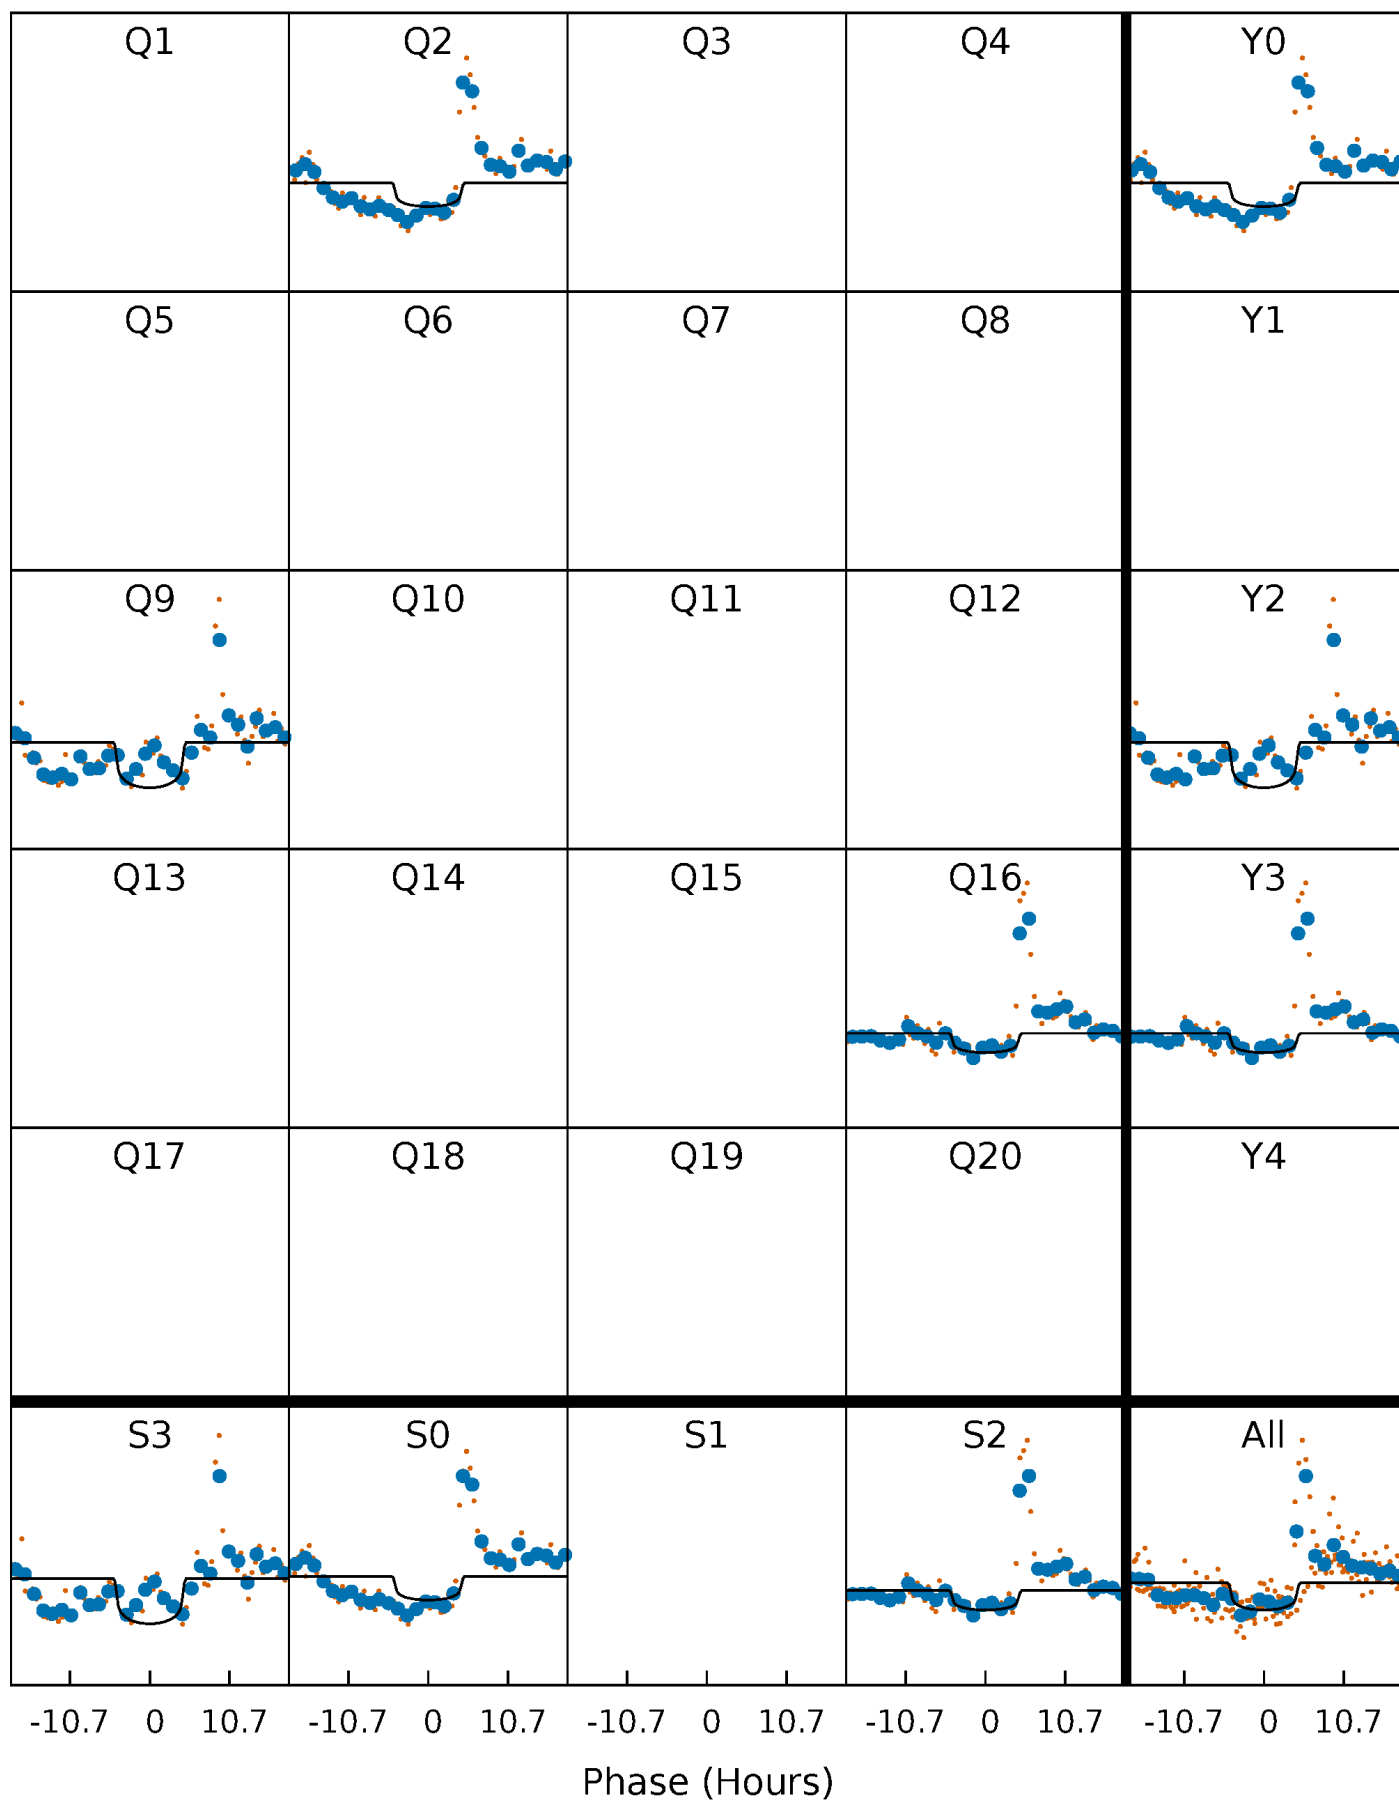 Q1 Q2 Q3 Q4 Y0
Q5 Q6 Q7 Q8 Y1
Q9 Q10 Q11 Q12 Y2
Q13 Q14 Q15 Q16 Y3
Q17 Q18 Q19 Q20 Y4
S3 S0 S1 S2 All
-10.7 0 10.7 -10.7 0 10.7 -10.7 0 10.7 -10.7 0 10.7 -10.7 0 10.7
Phase (Hours)